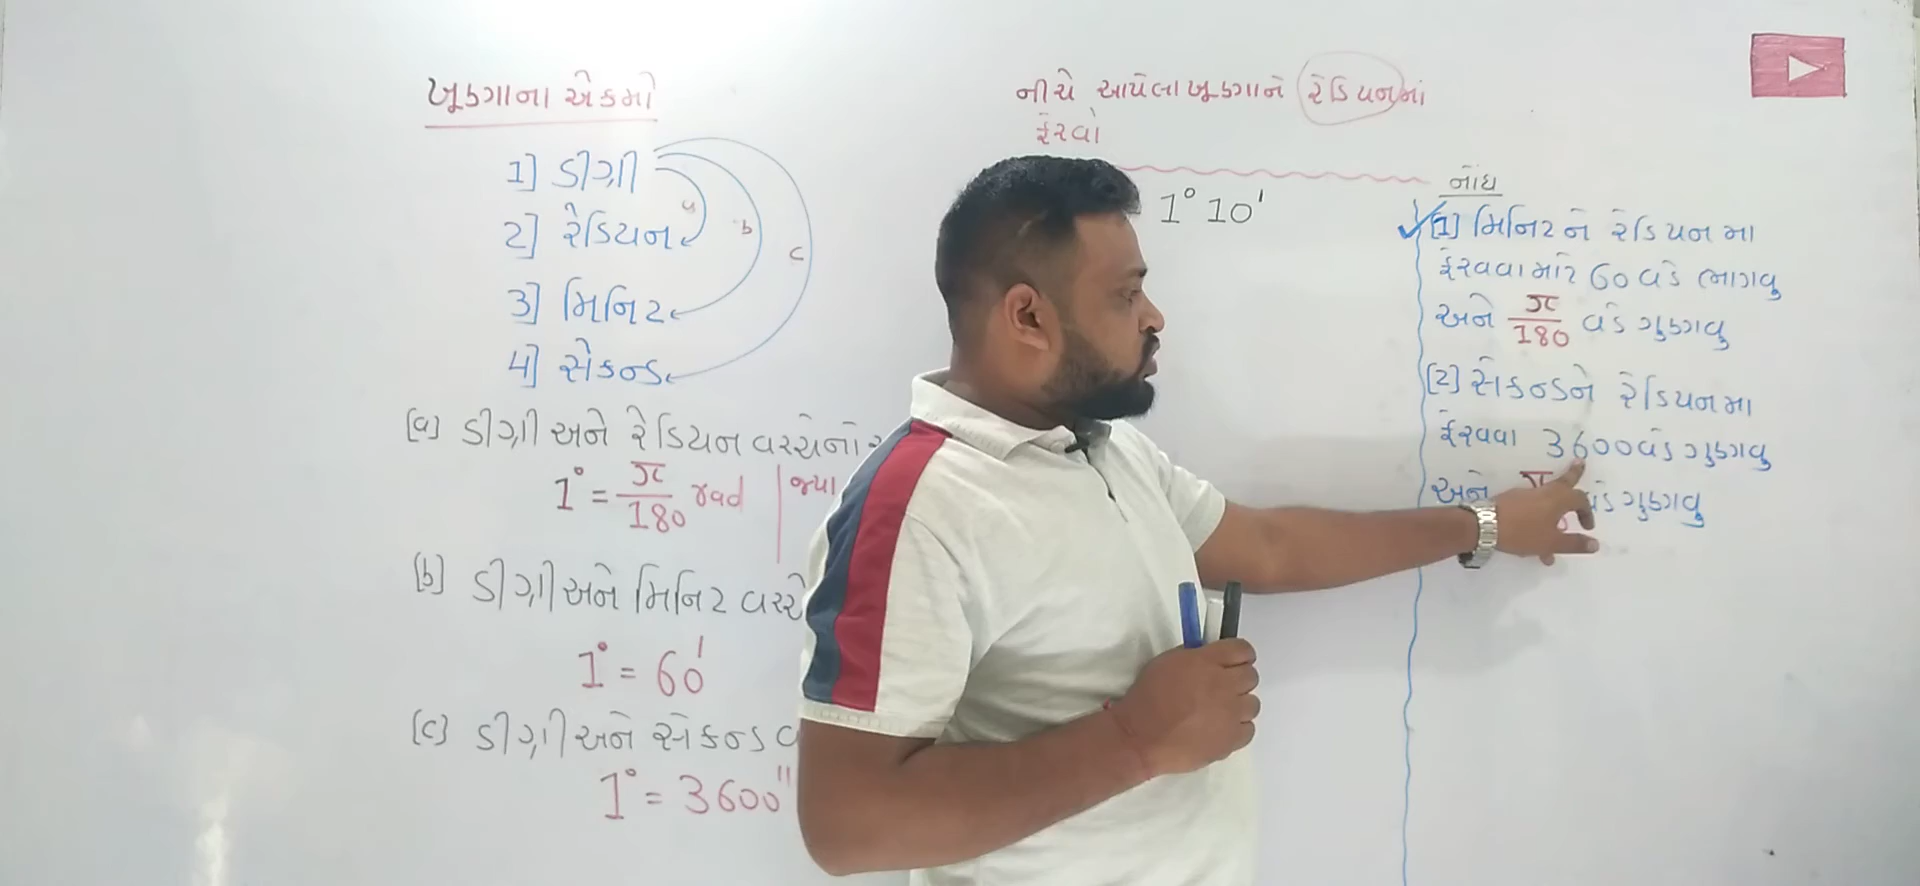 ખૂણાના એકમો
1] ડીગ્રી
2] રેડિયન
3] મિનિટ
4] સેકન્ડ
a
b
c
(a) ડીગ્રી અને રેડિયન વચ્ચેનો
1° = π/180 rad | જ્યાં
(b) ડીગ્રી અને મિનિટ વચ્ચે
1° = 60'
(c) ડીગ્રી અને સેકન્ડ વ
1° = 3600"
નીચે આપેલા ખૂણાને રેડિયનમાં
ફેરવો
1° 10'
નોંધ
[1] મિનિટને રેડિયનમા
ફેરવવા માટે 60 વડે ભાગવુ
અને π/180 વડે ગુણવુ
[2] સેકન્ડને રેડિયનમા
ફેરવવા 3600 વડે ગુણવુ
અને π વડે ગુણવુ